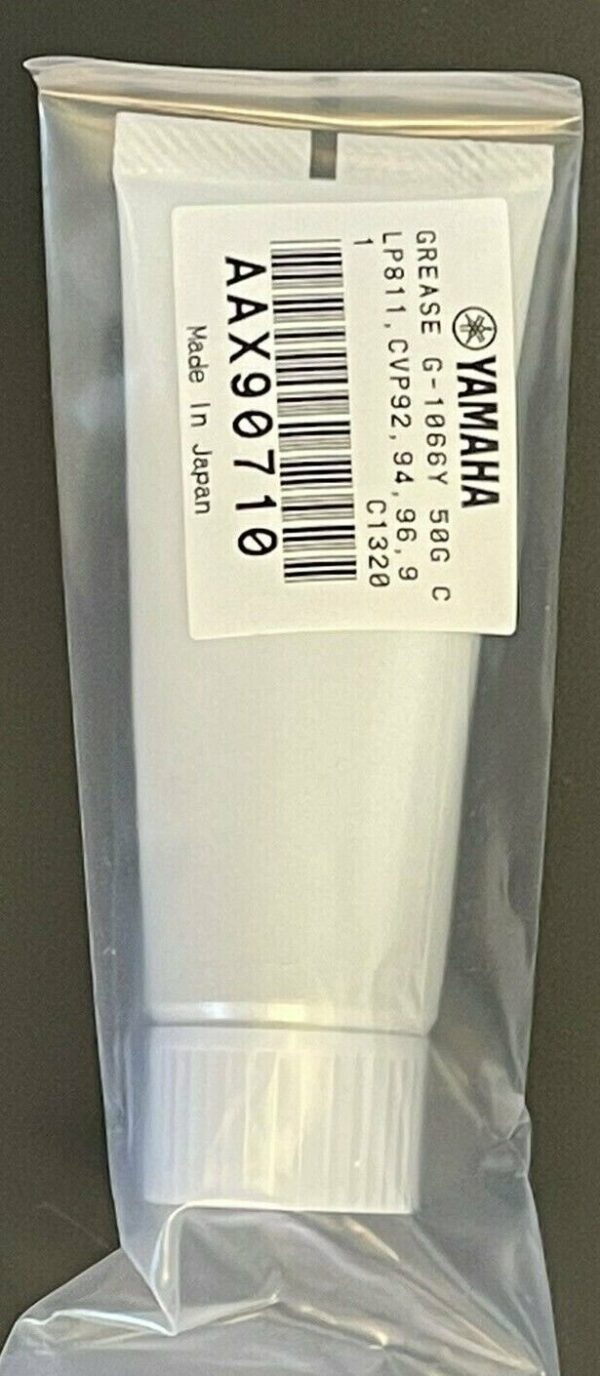 YAMAHA
GREASE G-1066Y 50G C
LP811,CVP92,94,96,9
1 C1320
AAX90710
Made In Japan